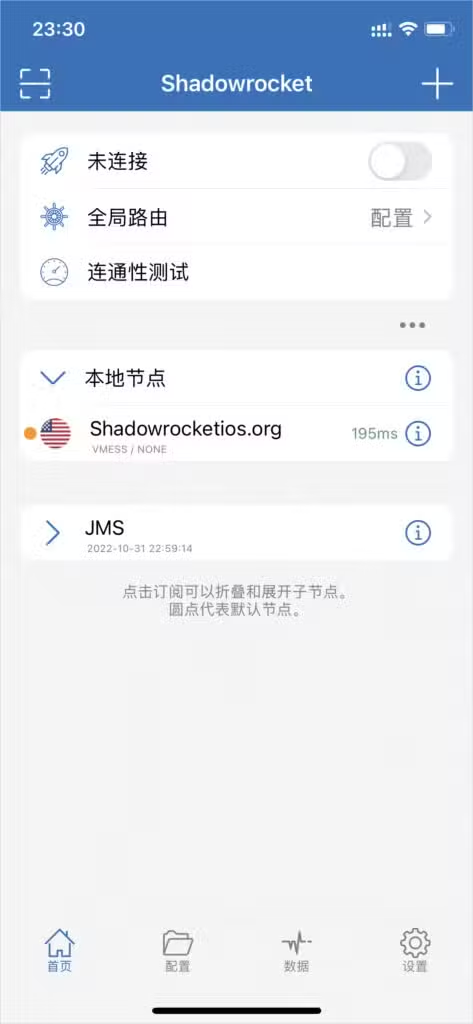 23:30
Shadowrocket
未连接
全局路由 配置
连通性测试
本地节点
Shadowrocketios.org 195ms
VMESS / NONE
JMS
2022-10-31 22:59:14
点击订阅可以折叠和展开子节点。
圆点代表默认节点。
首页 配置 数据 设置